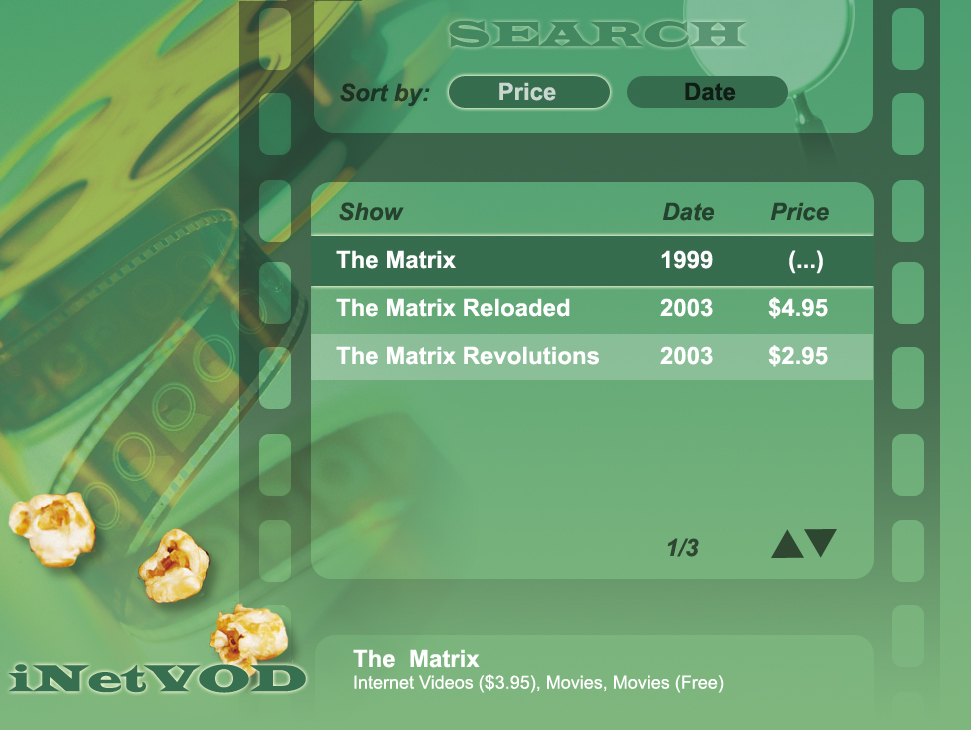 SEARCH
Sort by: Price Date
Show Date Price
The Matrix 1999 (...)
The Matrix Reloaded 2003 $4.95
The Matrix Revolutions 2003 $2.95
1/3
The Matrix
Internet Videos ($3.95), Movies, Movies (Free)
iNetVOD